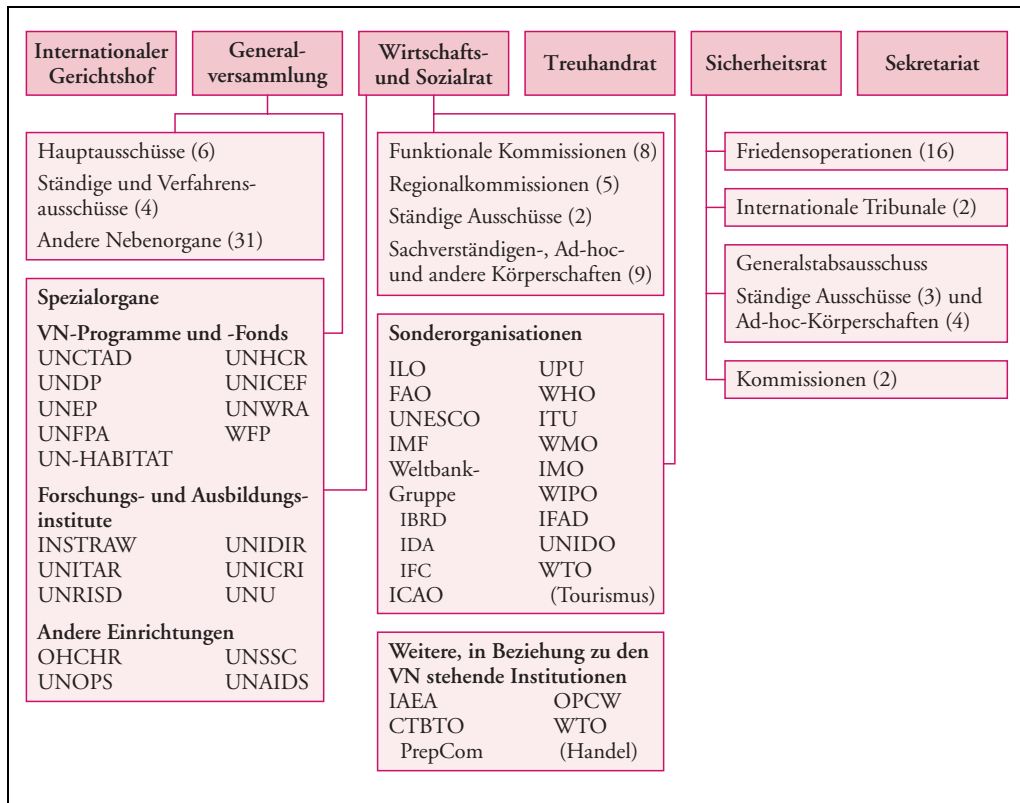 Internationaler
Gerichtshof
General-
versammlung
Wirtschafts-
und Sozialrat
Treuhandrat
Sicherheitsrat
Sekretariat
Hauptausschüsse (6)
Ständige und Verfahrens-
ausschüsse (4)
Andere Nebenorgane (31)
Spezialorgane
VN-Programme und -Fonds
UNCTAD UNHCR
UNDP UNICEF
UNEP UNWRA
UNFPA WFP
UN-HABITAT
Forschungs- und Ausbildungs-
institute
INSTRAW UNIDIR
UNITAR UNICRI
UNRISD UNU
Andere Einrichtungen
OHCHR UNSSC
UNOPS UNAIDS
Funktionale Kommissionen (8)
Regionalkommissionen (5)
Ständige Ausschüsse (2)
Sachverständigen-, Ad-hoc-
und andere Körperschaften (9)
Sonderorganisationen
ILO UPU
FAO WHO
UNESCO ITU
IMF WMO
Weltbank- IMO
Gruppe WIPO
IBRD IFAD
IDA UNIDO
IFC WTO
ICAO (Tourismus)
Weitere, in Beziehung zu den
VN stehende Institutionen
IAEA OPCW
CTBTO WTO
PrepCom (Handel)
Friedensoperationen (16)
Internationale Tribunale (2)
Generalstabsausschuss
Ständige Ausschüsse (3) und
Ad-hoc-Körperschaften (4)
Kommissionen (2)